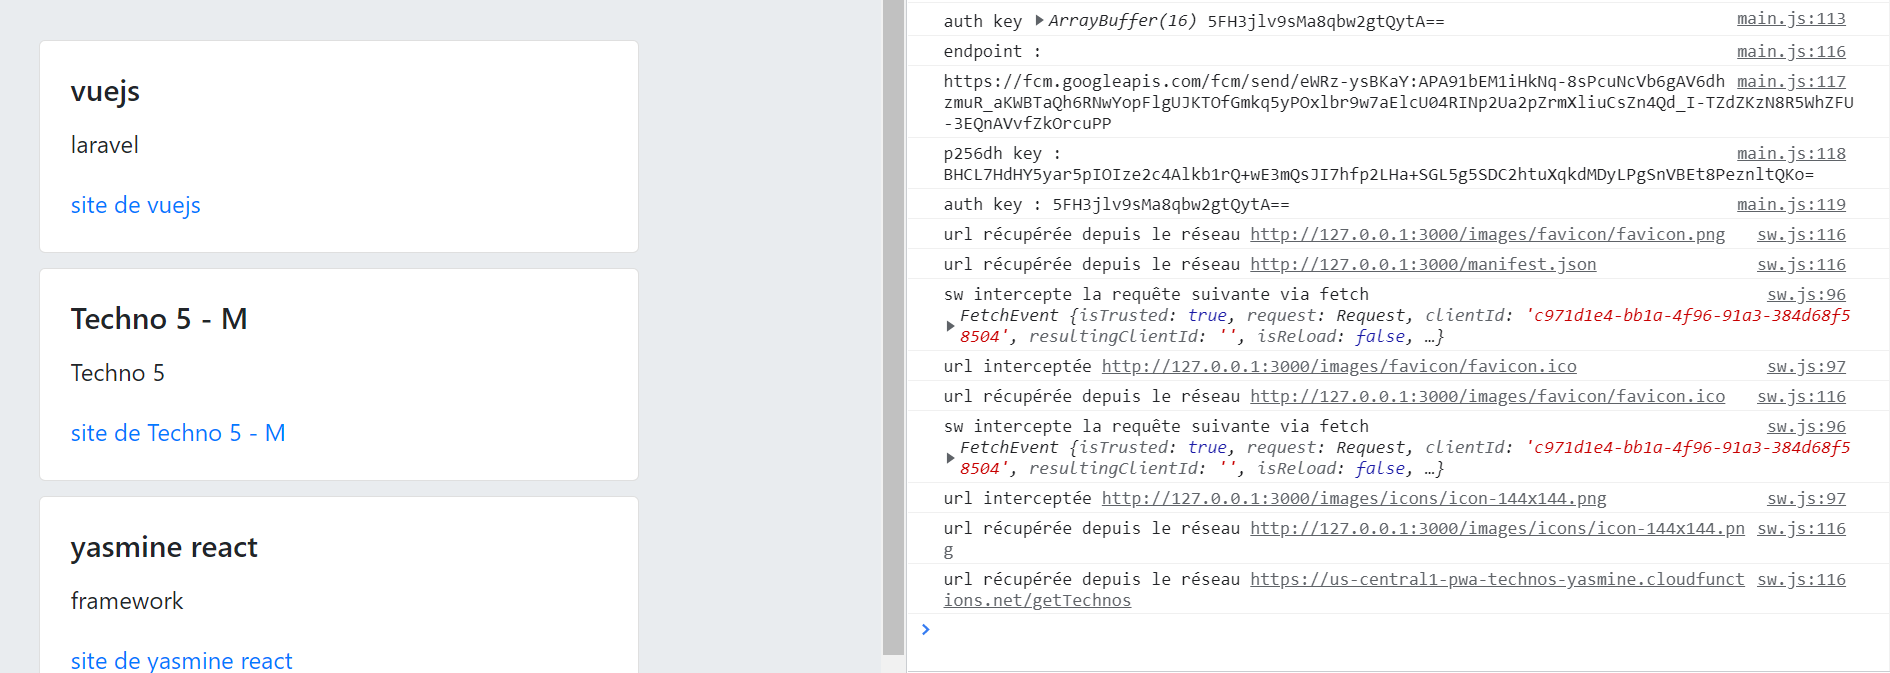 vuejs
laravel
site de vuejs
Techno 5 - M
Techno 5
site de Techno 5 - M
yasmine react
framework
site de yasmine react
auth key ▶ArrayBuffer(16) 5FH3jlv9sMa8qbw2gtQytA== main.js:113
endpoint : main.js:116
https://fcm.googleapis.com/fcm/send/eWRz-ysBKaY:APA91bEM1iHkNq-8sPcuNcVb6gAV6dh main.js:117
zmuR_aKWBTaQh6RNwYopFlgUJKTOfGmkq5yPOxlbr9w7aElcU04RINp2Ua2pZrmXliuCsZn4Qd_I-TZdZKzN8R5WhZFU
-3EQnAVvfZkOrcuPP
p256dh key : main.js:118
BHCL7HdHY5yar5pIOIze2c4Alkb1rQ+wE3mQsJI7hfp2LHa+SGL5g5SDC2htuXqkdMDyLPgSnVBEt8PeznltQKo=
auth key : 5FH3jlv9sMa8qbw2gtQytA== main.js:119
url récupérée depuis le réseau http://127.0.0.1:3000/images/favicon/favicon.png sw.js:116
url récupérée depuis le réseau http://127.0.0.1:3000/manifest.json sw.js:116
sw intercepte la requête suivante via fetch sw.js:96
FetchEvent {isTrusted: true, request: Request, clientId: 'c971d1e4-bb1a-4f96-91a3-384d68f5
8504', resultingClientId: '', isReload: false, …}
url interceptée http://127.0.0.1:3000/images/favicon/favicon.ico sw.js:97
url récupérée depuis le réseau http://127.0.0.1:3000/images/favicon/favicon.ico sw.js:116
sw intercepte la requête suivante via fetch sw.js:96
FetchEvent {isTrusted: true, request: Request, clientId: 'c971d1e4-bb1a-4f96-91a3-384d68f5
8504', resultingClientId: '', isReload: false, …}
url interceptée http://127.0.0.1:3000/images/icons/icon-144x144.png sw.js:97
url récupérée depuis le réseau http://127.0.0.1:3000/images/icons/icon-144x144.pn sw.js:116
g
url récupérée depuis le réseau https://us-central1-pwa-technos-yasmine.cloudfunct sw.js:116
ions.net/getTechnos